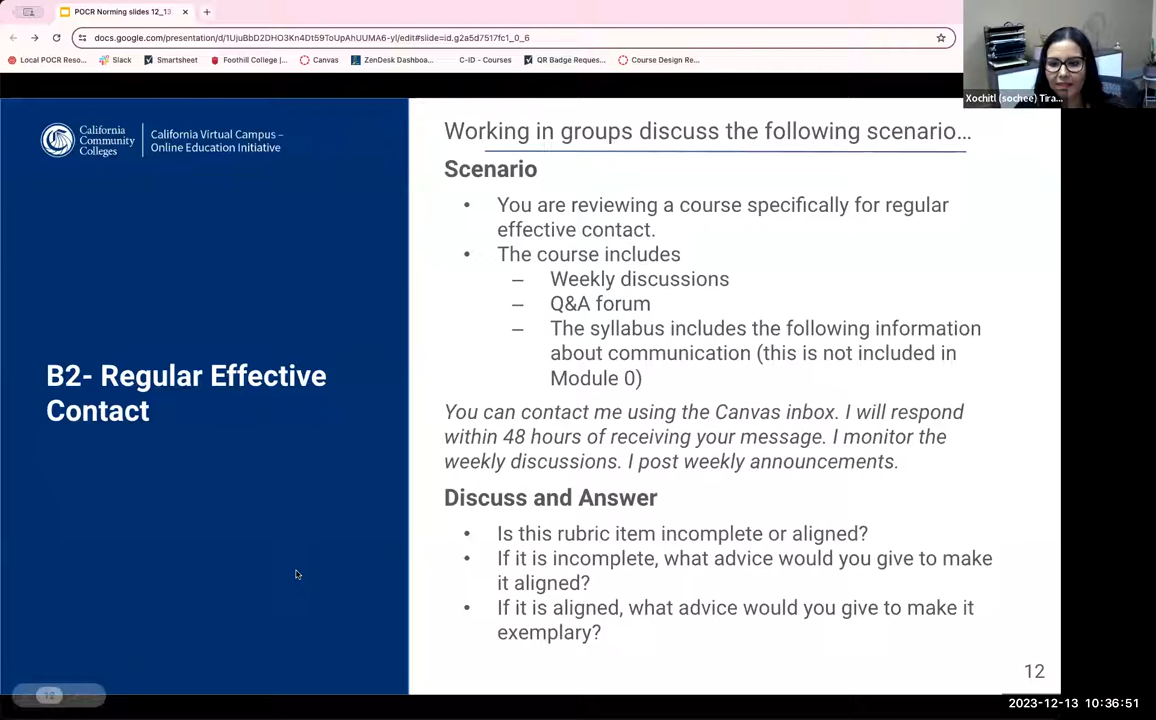 POCR Norming slides 12_13
docs.google.com/presentation/d/1UjuBbD2DHO3Kn4Dt59ToUpAhUUMA6-yI/edit#slide=id.g2a5d7517fc1_0_6
Local POCR Reso... Slack Smartsheet Foothill College |... Canvas ZenDesk Dashboa... C-ID - Courses QR Badge Reques... Course Design Re...
Xochitl (sochee) Tira...
California Community Colleges
California Virtual Campus –
Online Education Initiative
B2- Regular Effective
Contact
Working in groups discuss the following scenario…
Scenario
• You are reviewing a course specifically for regular
effective contact.
• The course includes
– Weekly discussions
– Q&A forum
– The syllabus includes the following information
about communication (this is not included in
Module 0)
You can contact me using the Canvas inbox. I will respond
within 48 hours of receiving your message. I monitor the
weekly discussions. I post weekly announcements.
Discuss and Answer
• Is this rubric item incomplete or aligned?
• If it is incomplete, what advice would you give to make
it aligned?
• If it is aligned, what advice would you give to make it
exemplary?
12
12
2023-12-13 10:36:51